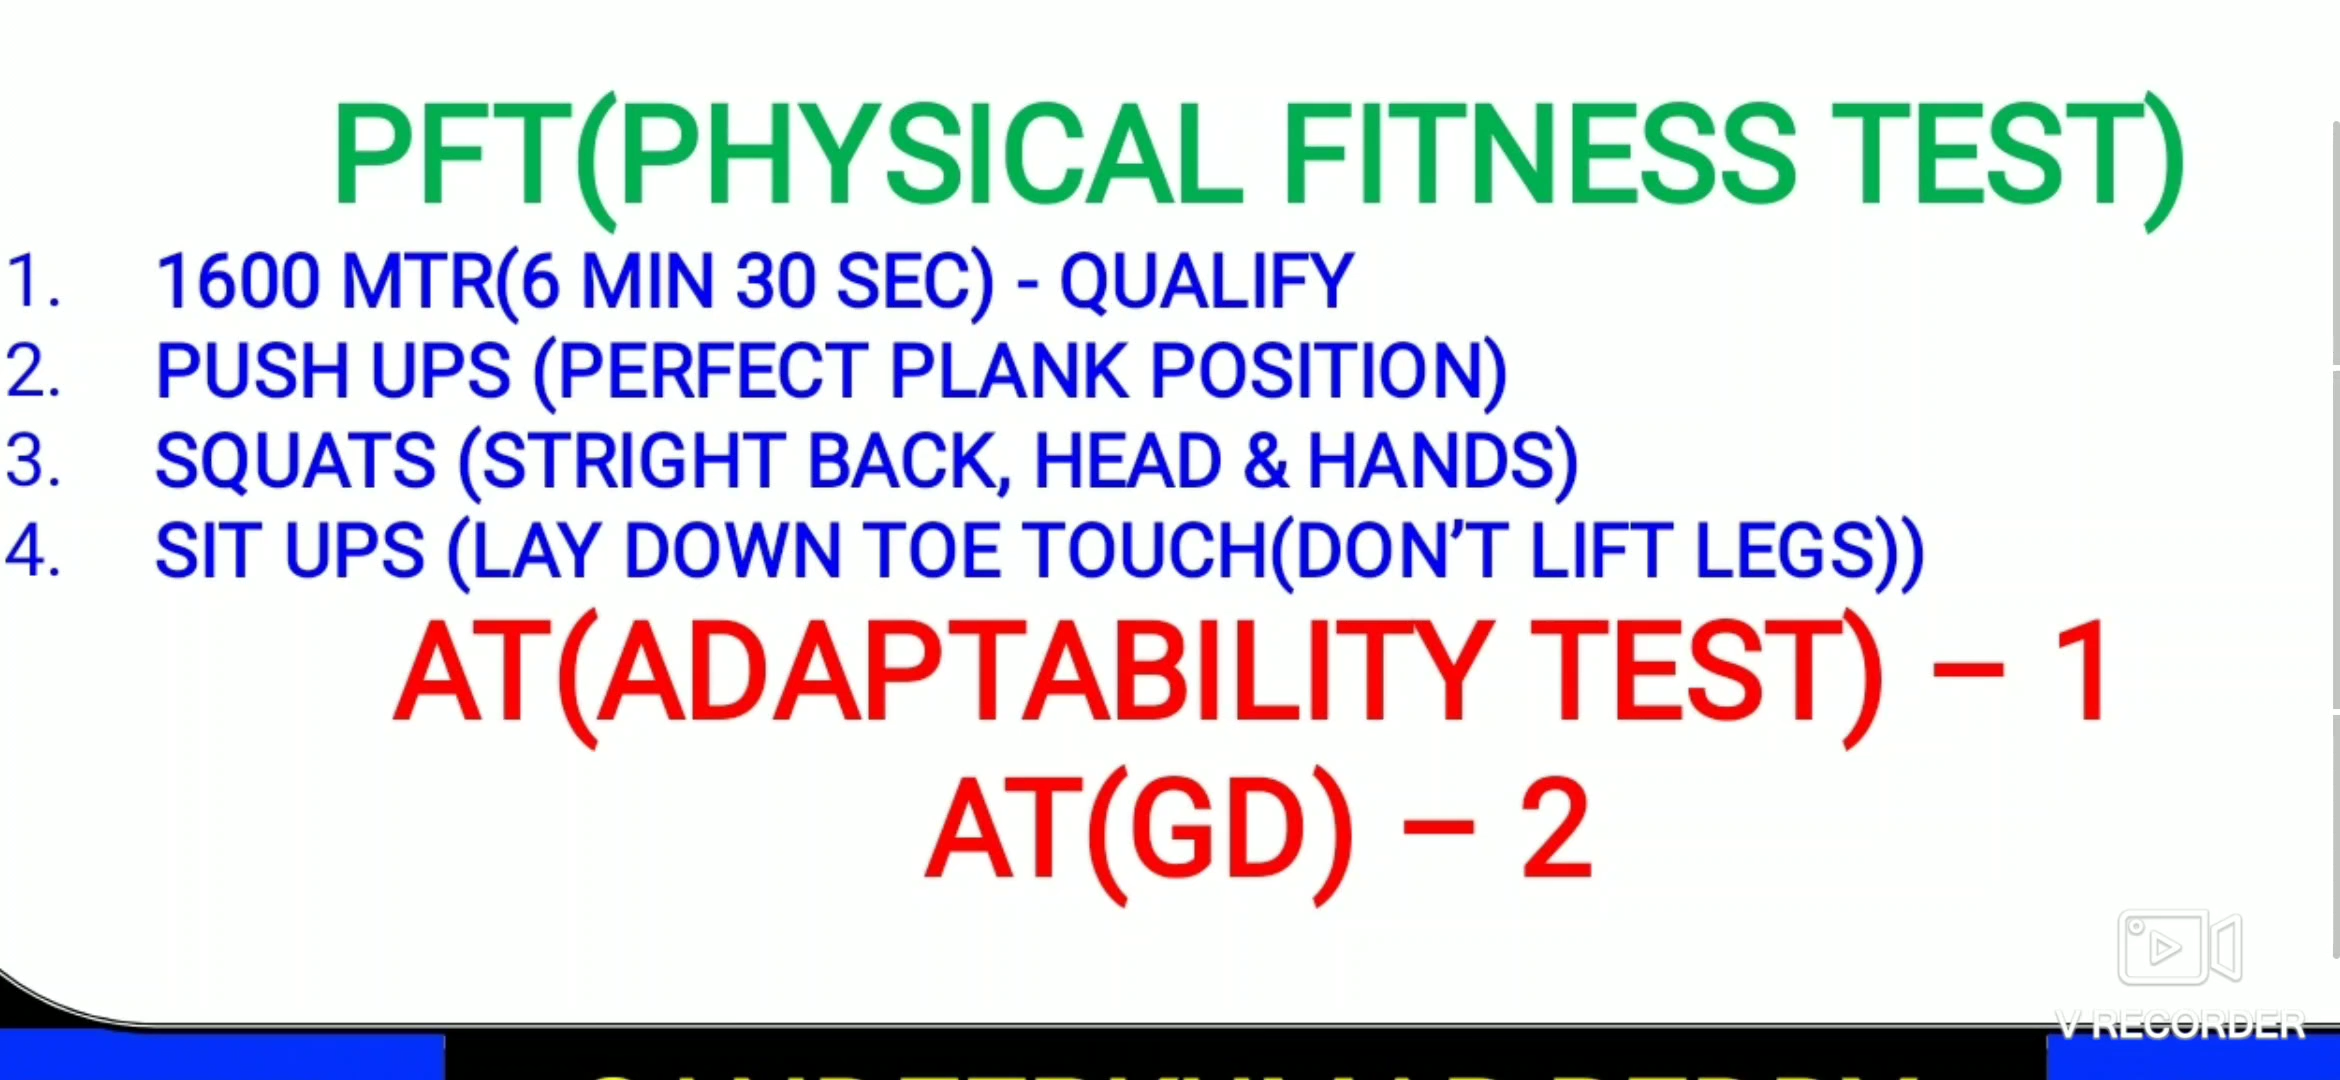 PFT(PHYSICAL FITNESS TEST)
1. 1600 MTR(6 MIN 30 SEC) - QUALIFY
2. PUSH UPS (PERFECT PLANK POSITION)
3. SQUATS (STRIGHT BACK, HEAD & HANDS)
4. SIT UPS (LAY DOWN TOE TOUCH(DON'T LIFT LEGS))
AT(ADAPTABILITY TEST) – 1
AT(GD) – 2
V RECORDER